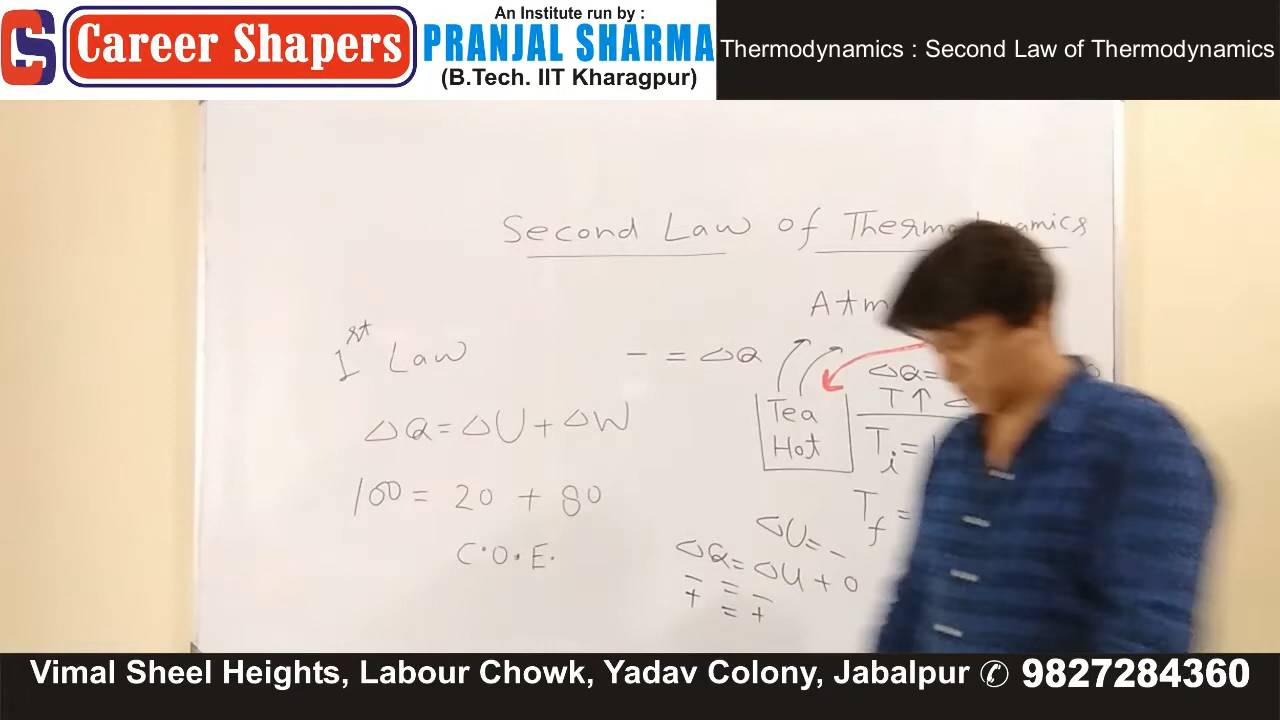 CS
Career Shapers
An Institute run by :
PRANJAL SHARMA
(B.Tech. IIT Kharagpur)
Thermodynamics : Second Law of Thermodynamics
Second Law of
1st Law
- = ΔQ
ΔQ = ΔU + ΔW
100 = 20 + 80
C.O.E.
Tea
Hot
ΔQ=
T↑
Ti=
Tf=
ΔU= -
ΔQ= ΔU + 0
- = -
+ = +
Vimal Sheel Heights, Labour Chowk, Yadav Colony, Jabalpur ✆ 9827284360